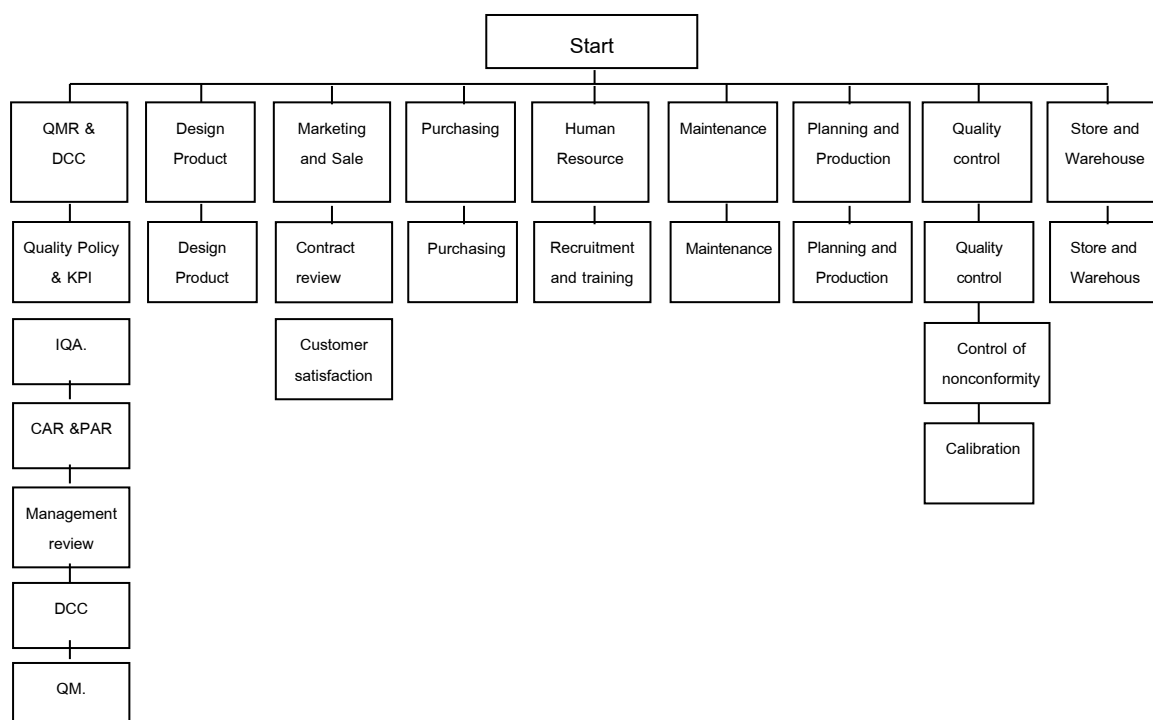 Start
QMR &
DCC
Design
Product
Marketing
and Sale
Purchasing
Human
Resource
Maintenance
Planning and
Production
Quality
control
Store and
Warehouse
Quality Policy
& KPI
Design
Product
Contract
review
Purchasing
Recruitment
and training
Maintenance
Planning and
Production
Quality
control
Store and
Warehous
IQA.
Customer
satisfaction
Control of
nonconformity
CAR &PAR
Calibration
Management
review
DCC
QM.